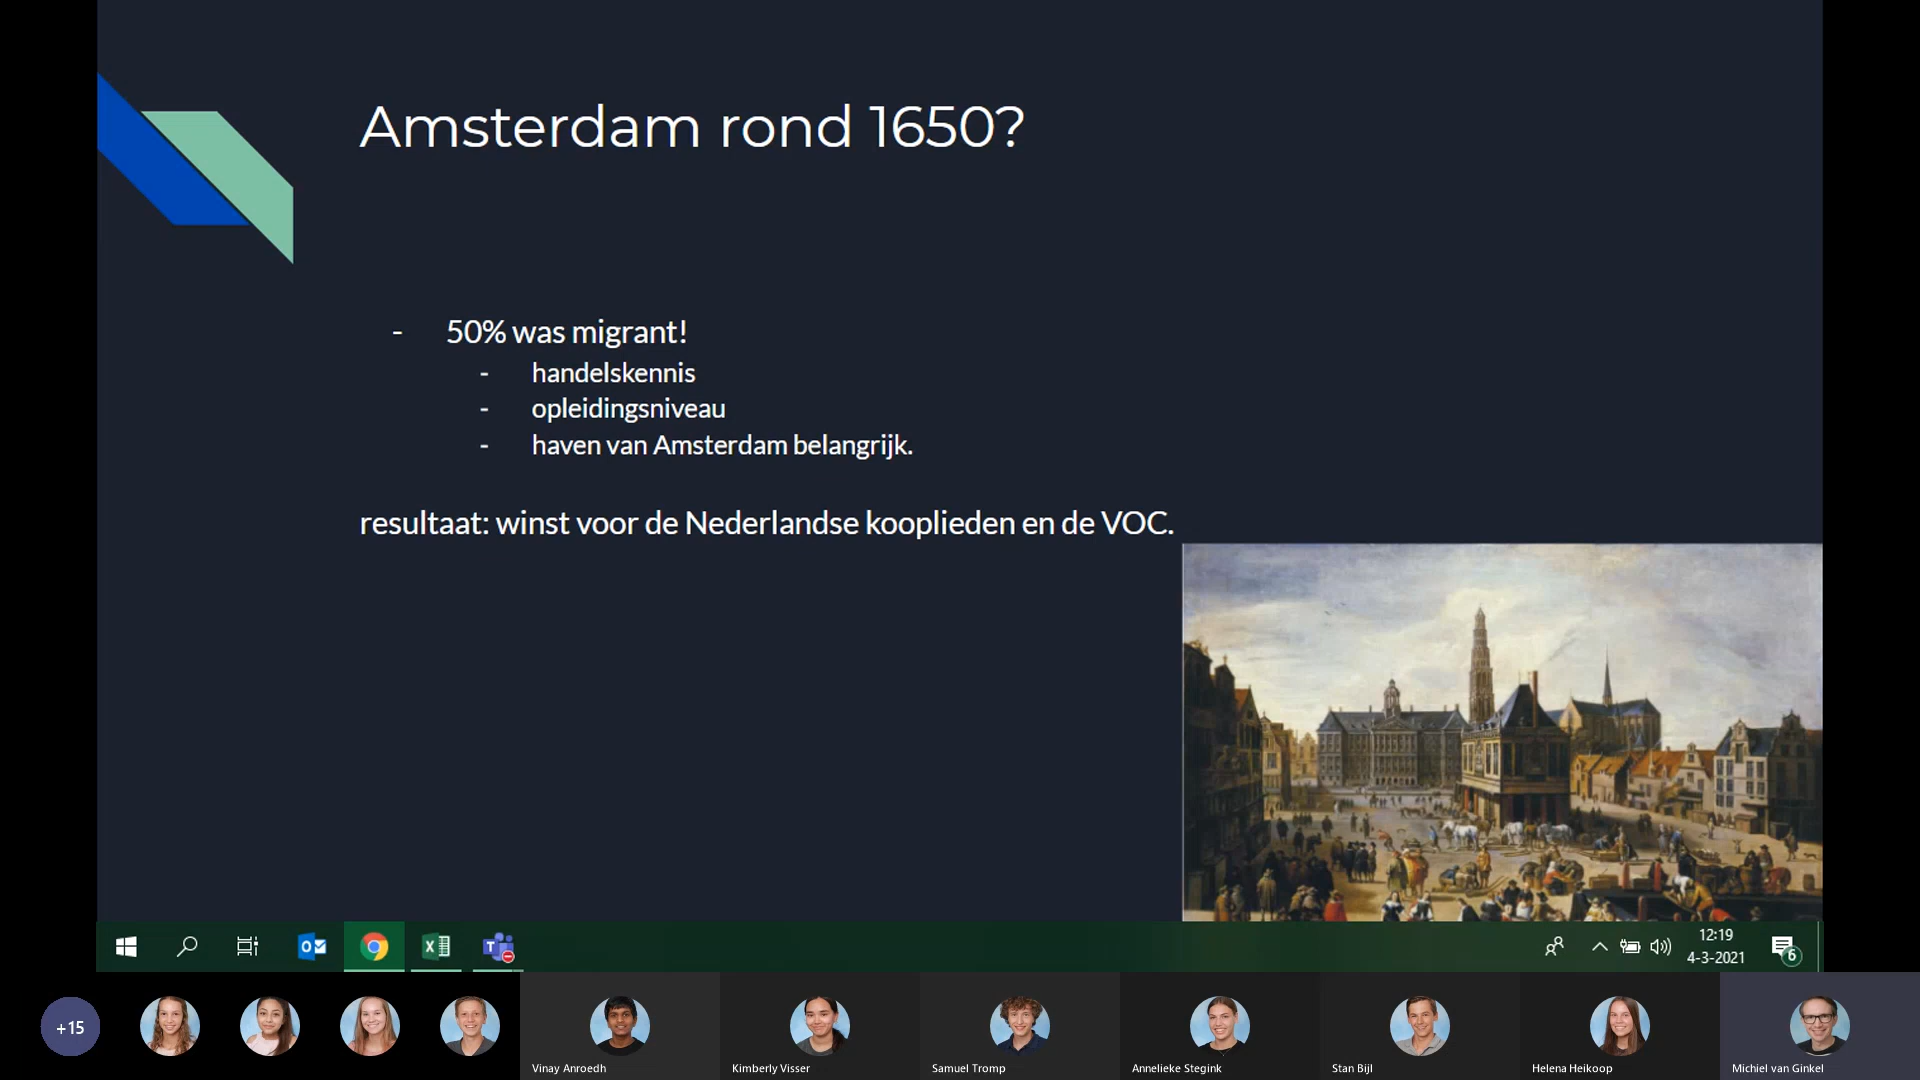 Amsterdam rond 1650?
- 50% was migrant!
- handelskennis
- opleidingsniveau
- haven van Amsterdam belangrijk.
resultaat: winst voor de Nederlandse kooplieden en de VOC.
12:19
4-3-2021
6
+15
Vinay Anroedh
Kimberly Visser
Samuel Tromp
Annelieke Stegink
Stan Bijl
Helena Heikoop
Michiel van Ginkel